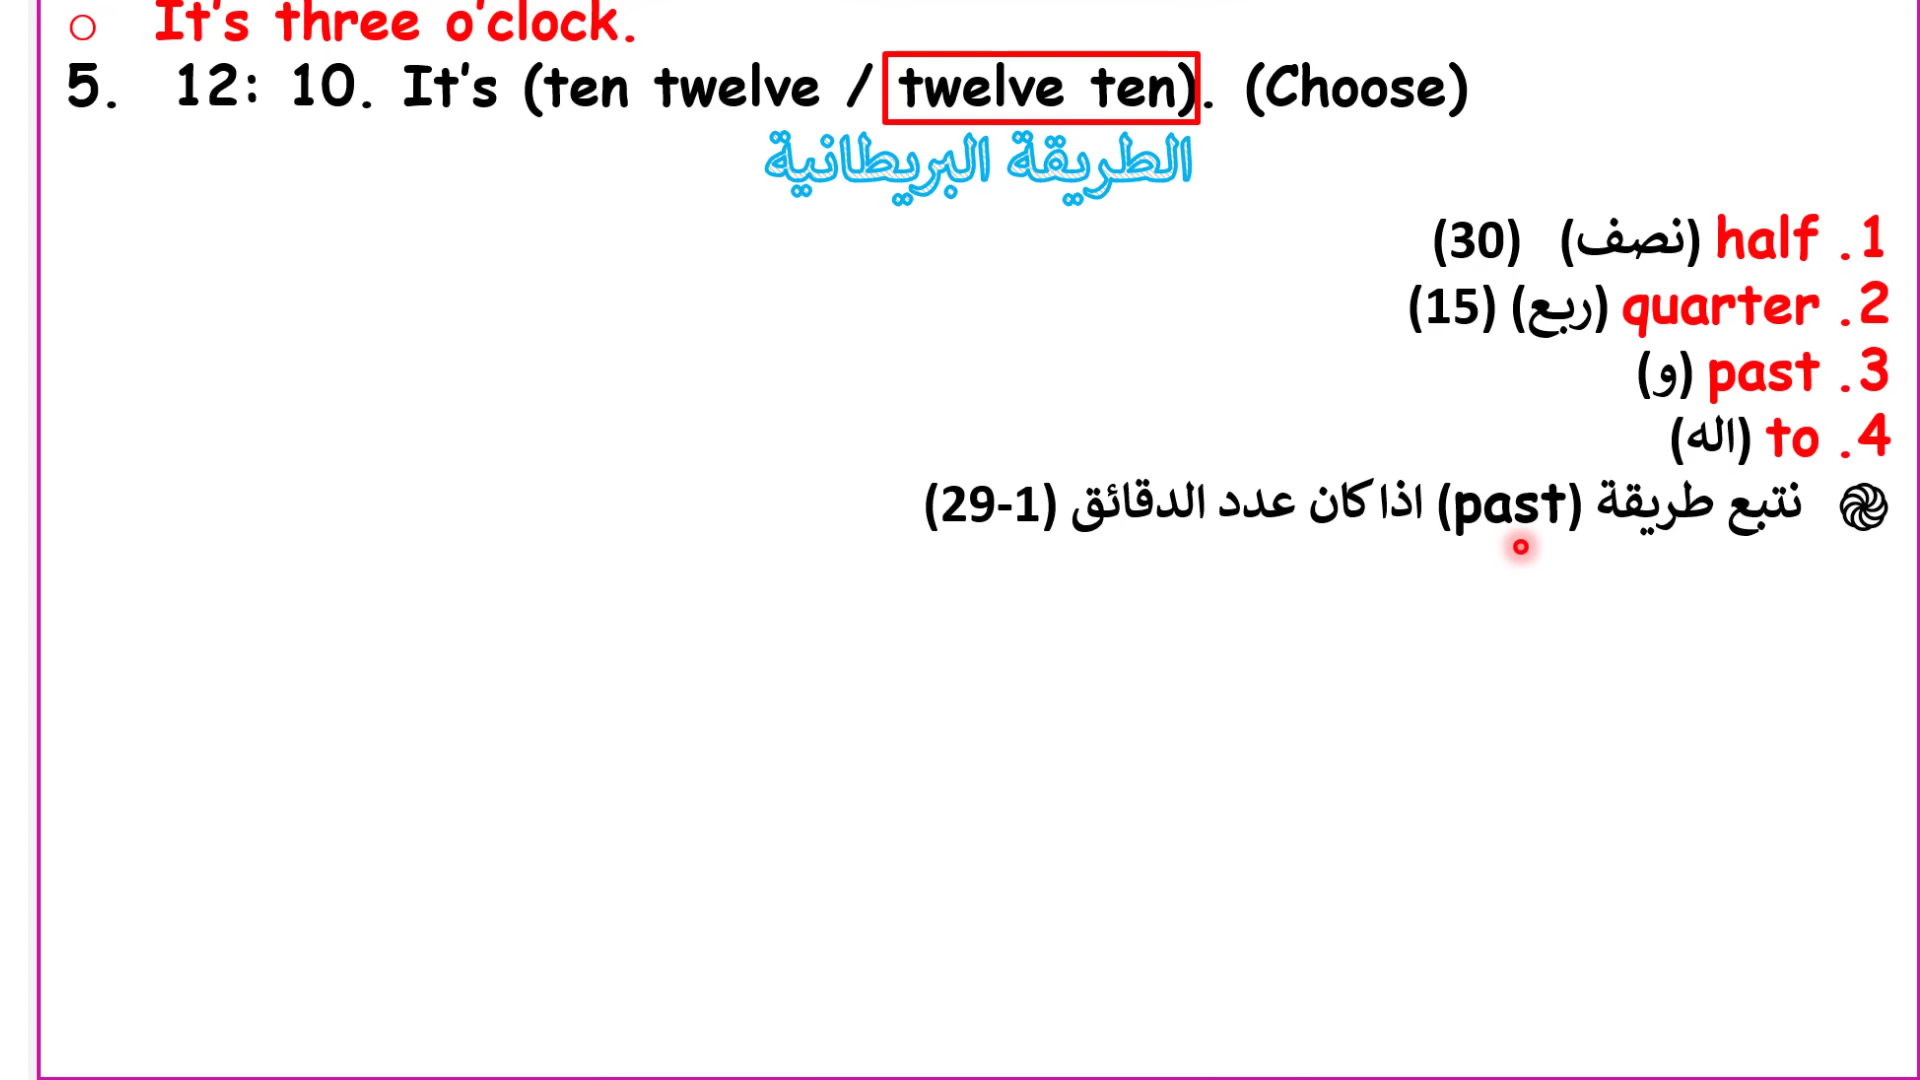 It's three o'clock.
5. 12: 10. It's (ten twelve / twelve ten). (Choose)
الطريقة البريطانية
1. half (نصف) (30)
2. quarter (ربع) (15)
3. past (و)
4. to (اله)
نتبع طريقة (past) اذا كان عدد الدقائق (1-29)